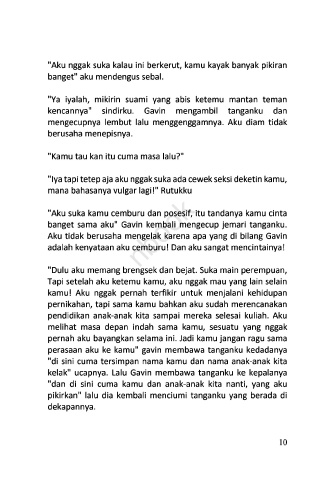 "Aku nggak suka kalau ini berkerut, kamu kayak banyak pikiran
banget" aku mendengus sebal.
"Ya iyalah, mikirin suami yang abis ketemu mantan teman
kencannya" sindirku. Gavin mengambil tanganku dan
mengecupnya lembut lalu menggenggamnya. Aku diam tidak
berusaha menepisnya.
"Kamu tau kan itu cuma masa lalu?"
"Iya tapi tetep aja aku nggak suka ada cewek seksi deketin kamu,
mana bahasanya vulgar lagi!" Rutukku
"Aku suka kamu cemburu dan posesif, itu tandanya kamu cinta
banget sama aku" Gavin kembali mengecup jemari tanganku.
Aku tidak berusaha mengelak karena apa yang di bilang Gavin
adalah kenyataan aku cemburu! Dan aku sangat mencintainya!
"Dulu aku memang brengsek dan bejat. Suka main perempuan,
Tapi setelah aku ketemu kamu, aku nggak mau yang lain selain
kamu! Aku nggak pernah terfikir untuk menjalani kehidupan
pernikahan, tapi sama kamu bahkan aku sudah merencanakan
pendidikan anak-anak kita sampai mereka selesai kuliah. Aku
melihat masa depan indah sama kamu, sesuatu yang nggak
pernah aku bayangkan selama ini. Jadi kamu jangan ragu sama
perasaan aku ke kamu" gavin membawa tanganku kedadanya
"di sini cuma tersimpan nama kamu dan nama anak-anak kita
kelak" ucapnya. Lalu Gavin membawa tanganku ke kepalanya
"dan di sini cuma kamu dan anak-anak kita nanti, yang aku
pikirkan" lalu dia kembali menciumi tanganku yang berada di
dekapannya.
10